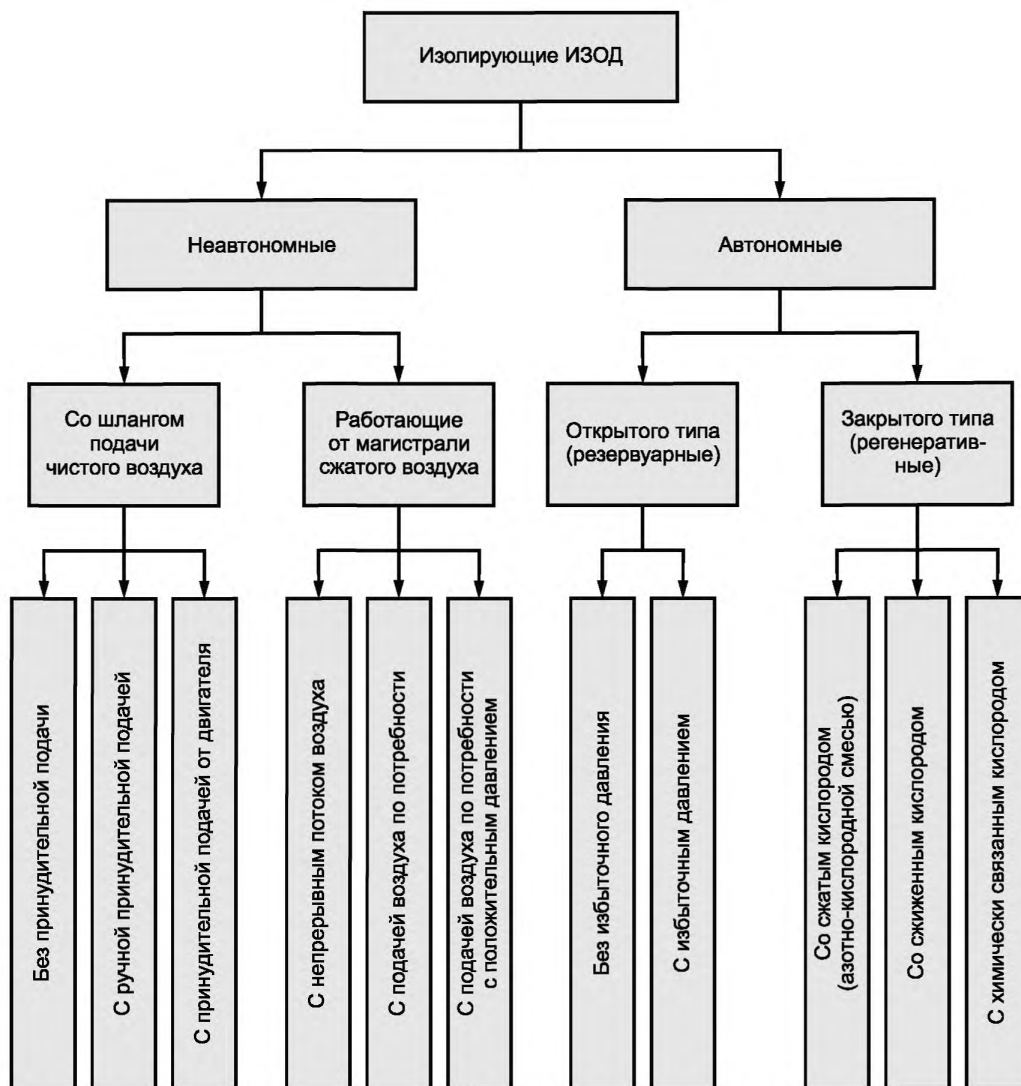 Изолирующие ИЗОД
Неавтономные
Автономные
Со шлангом
подачи
чистого воздуха
Работающие
от магистрали
сжатого воздуха
Открытого типа
(резервуарные)
Закрытого типа
(регенератив-
ные)
Без принудительной подачи
С ручной принудительной подачей
С принудительной подачей от двигателя
С непрерывным потоком воздуха
С подачей воздуха по потребности
С подачей воздуха по потребности
с положительным давлением
Без избыточного давления
С избыточным давлением
Со сжатым кислородом
(азотно-кислородной смесью)
Со сжиженным кислородом
С химически связанным кислородом